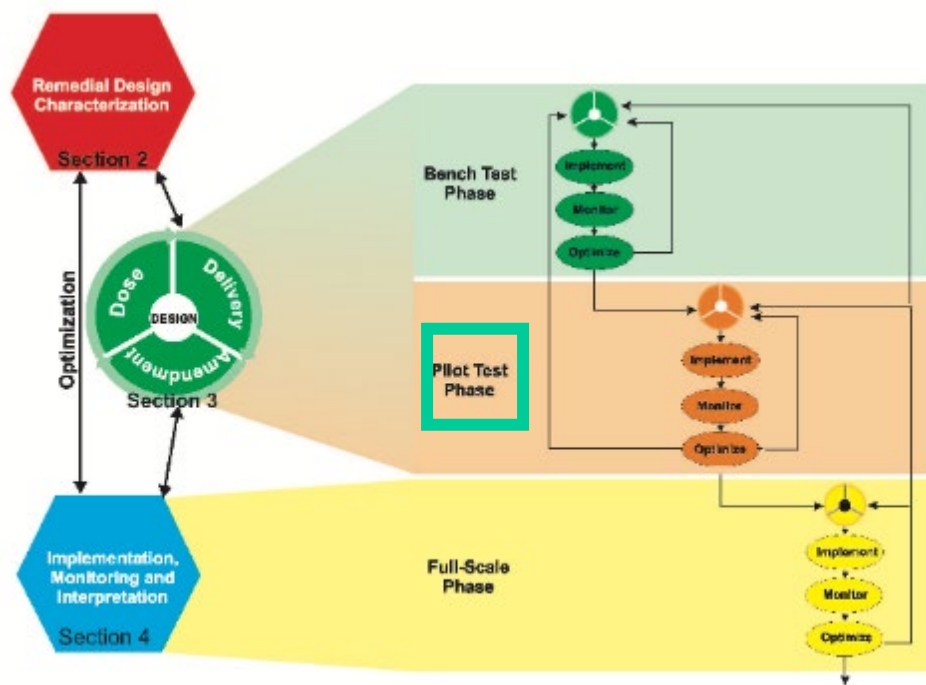 Remedial Design
Characterization
Section 2
Optimization
Dose
Delivery
Amendment
DESIGN
Section 3
Implementation,
Monitoring and
Interpretation
Section 4
Bench Test
Phase
Implement
Monitor
Optimize
Pilot Test
Phase
Implement
Monitor
Optimize
Full-Scale
Phase
Implement
Monitor
Optimize